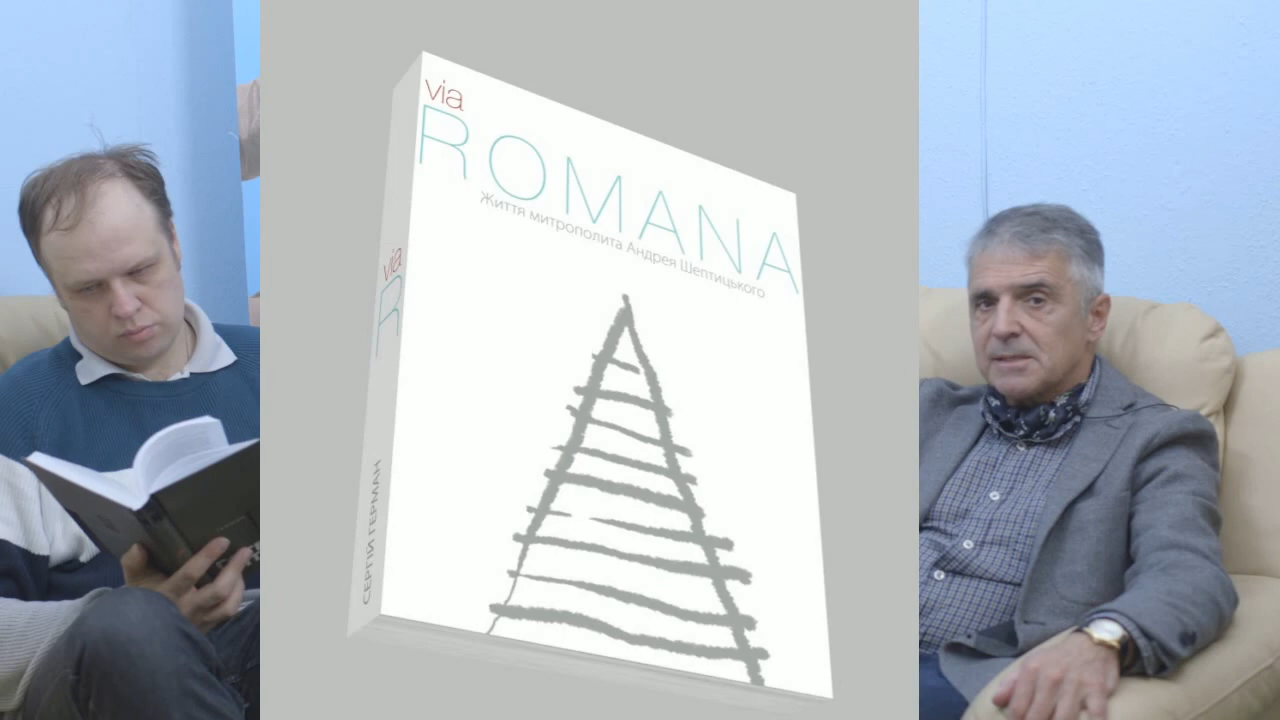 via
ROMANA
Життя митрополита Андрея Шептицького
via
R
СЕРГІЙ ГЕРМАН